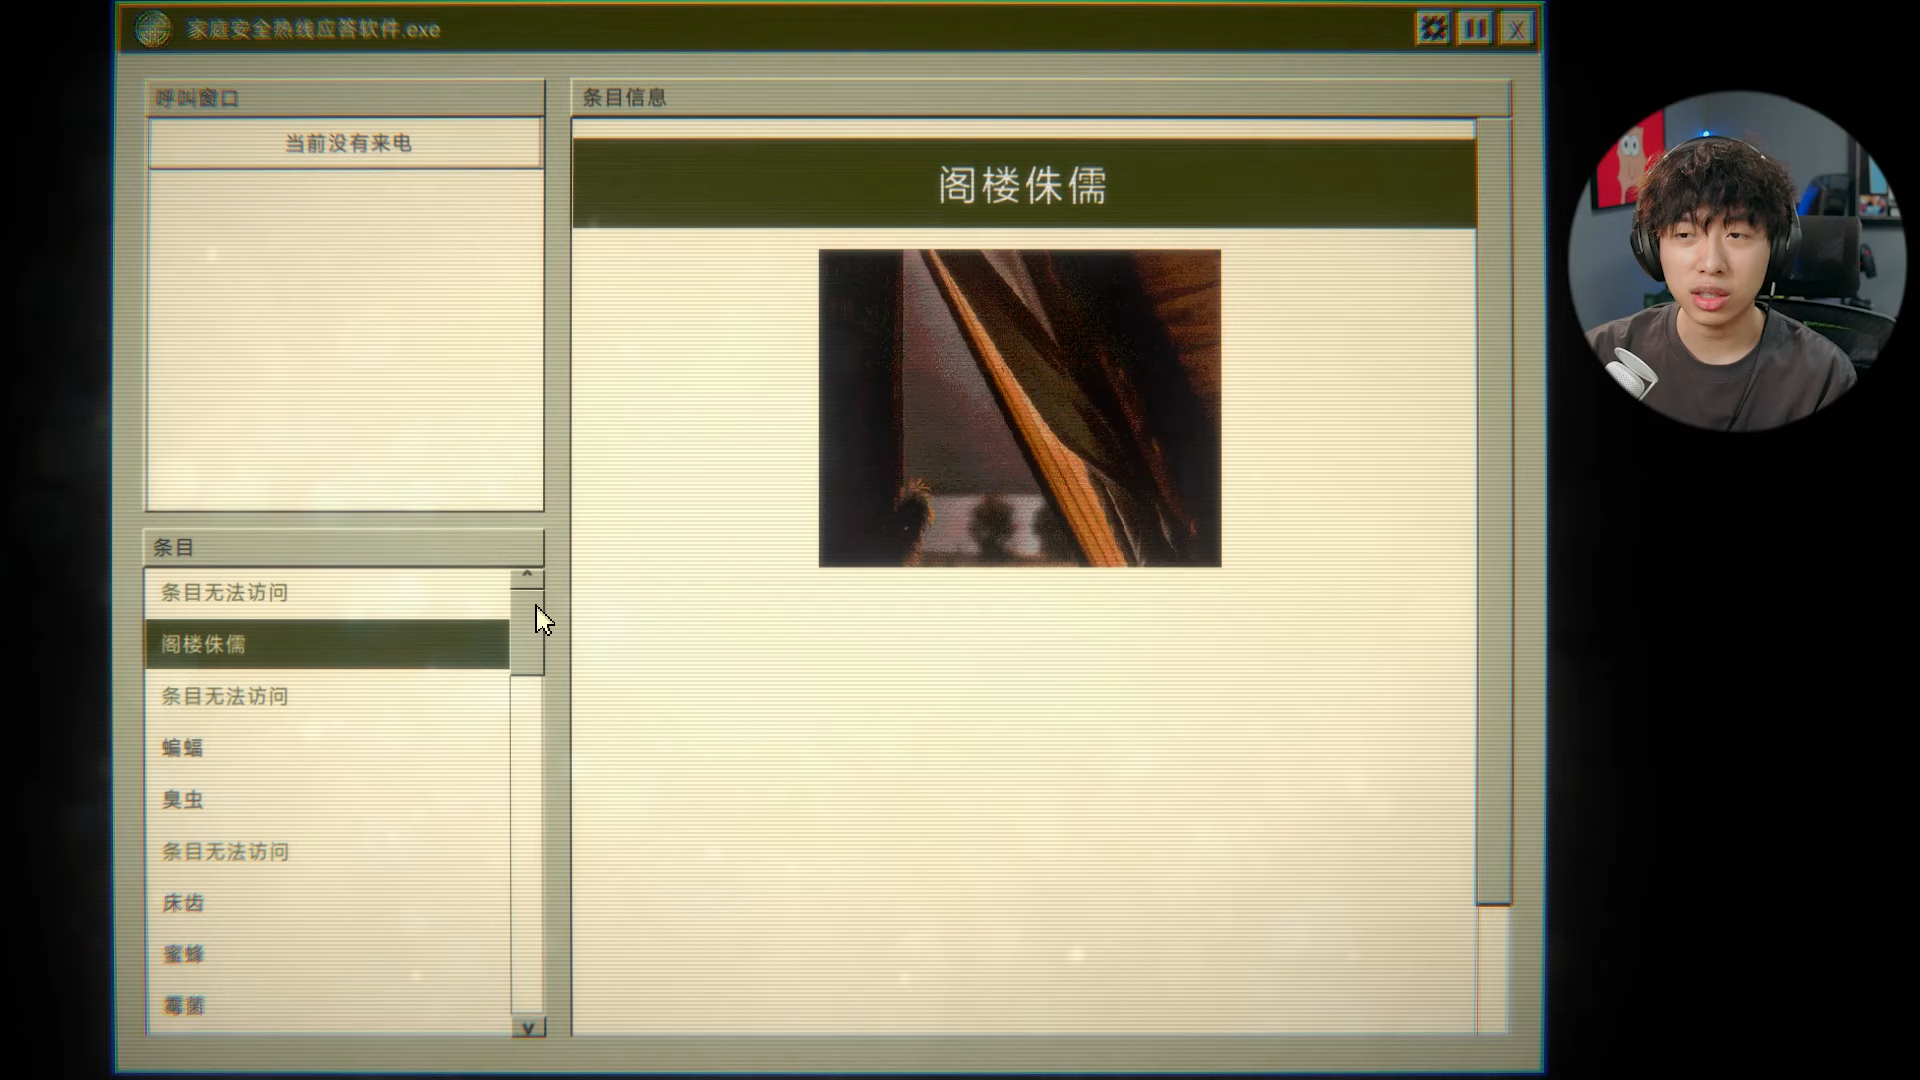 家庭安全热线应答软件.exe
X
呼叫窗口
当前没有来电
条目信息
阁楼侏儒
条目
条目无法访问
阁楼侏儒
条目无法访问
蝙蝠
臭虫
条目无法访问
床齿
蜜蜂
霉菌